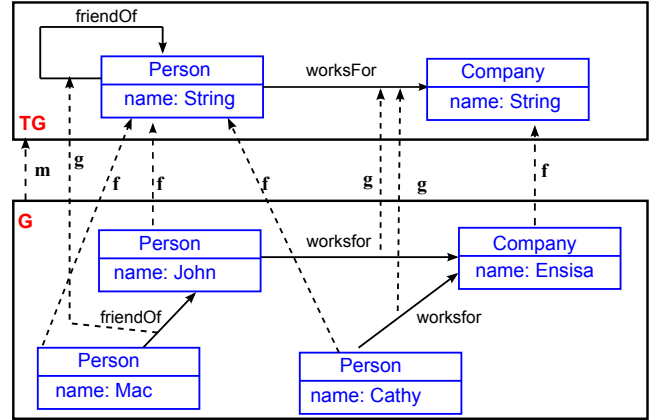 friendOf
Person
name: String
worksFor
Company
name: String
TG
m
g
f
f
f
g
g
f
G
Person
name: John
worksfor
Company
name: Ensisa
friendOf
worksfor
Person
name: Mac
Person
name: Cathy